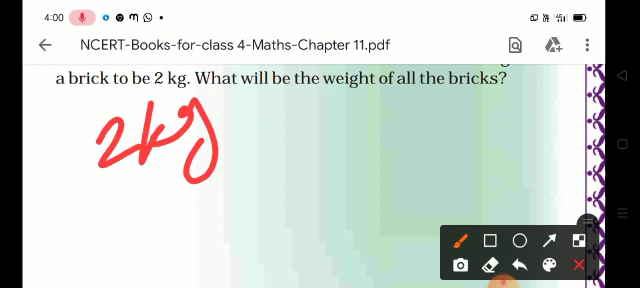 4:00
NCERT-Books-for-class 4-Maths-Chapter 11.pdf
a brick to be 2 kg. What will be the weight of all the bricks?
2kg